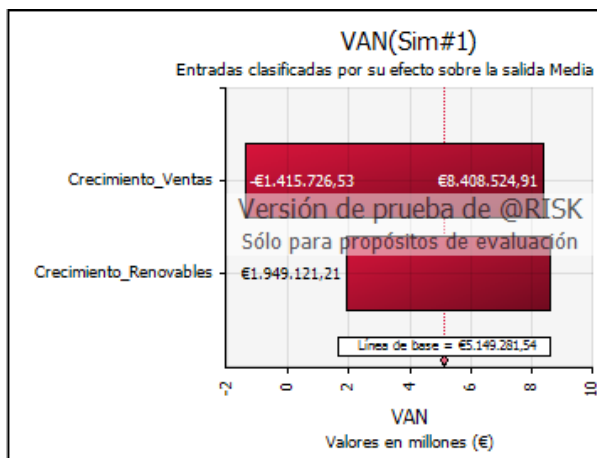 VAN(Sim#1)
Entradas clasificadas por su efecto sobre la salida Media
Crecimiento_Ventas
-€1.415.726,53
€8.408.524,91
Versión de prueba de @RISK
Sólo para propósitos de evaluación
Crecimiento_Renovables
€1.949.121,21
Línea de base = €5.149.281,54
-2
0
2
4
6
8
10
VAN
Valores en millones (€)